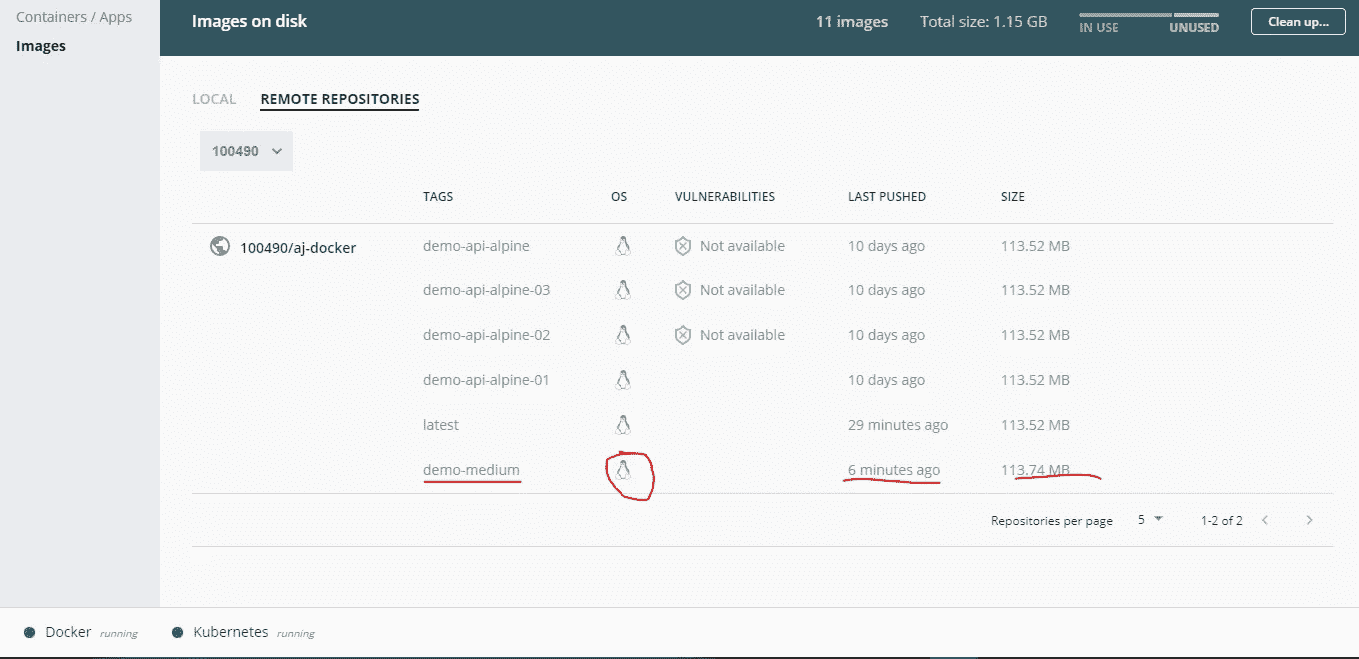 Containers / Apps
Images
Images on disk
11 images
Total size: 1.15 GB
IN USE
UNUSED
Clean up...
LOCAL
REMOTE REPOSITORIES
100490
TAGS OS VULNERABILITIES LAST PUSHED SIZE
100490/aj-docker demo-api-alpine Not available 10 days ago 113.52 MB
demo-api-alpine-03 Not available 10 days ago 113.52 MB
demo-api-alpine-02 Not available 10 days ago 113.52 MB
demo-api-alpine-01 10 days ago 113.52 MB
latest 29 minutes ago 113.52 MB
demo-medium 6 minutes ago 113.74 MB
Repositories per page 5 1-2 of 2
Docker running Kubernetes running